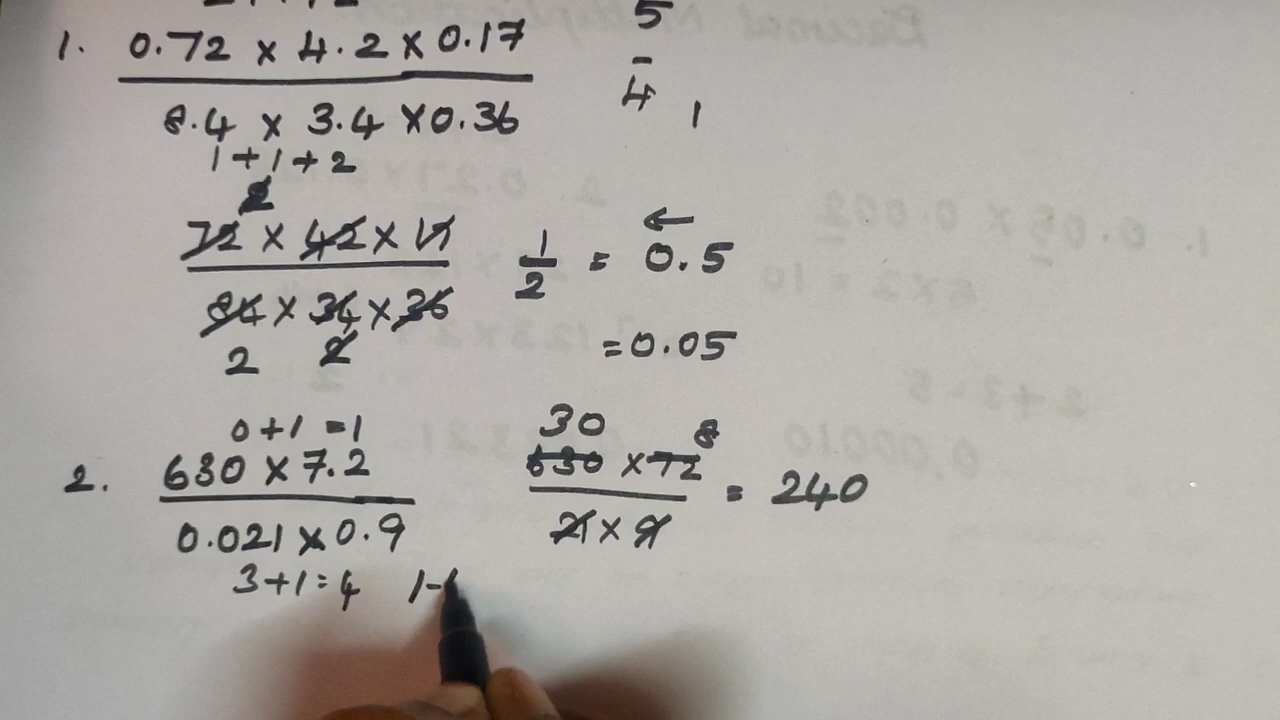 5
1. 0.72 x 4.2 x 0.17
-
8.4 x 3.4 x 0.36
4 1
1 + 1 + 2
2
72 x 42 x 17
1/2 = 0.5 ←
84 x 34 x 36
2 2
= 0.05
0 + 1 = 1
30 8
2. 630 x 7.2
630 x 72
= 240
0.021 x 0.9
21 x 9
3 + 1 = 4 1 -